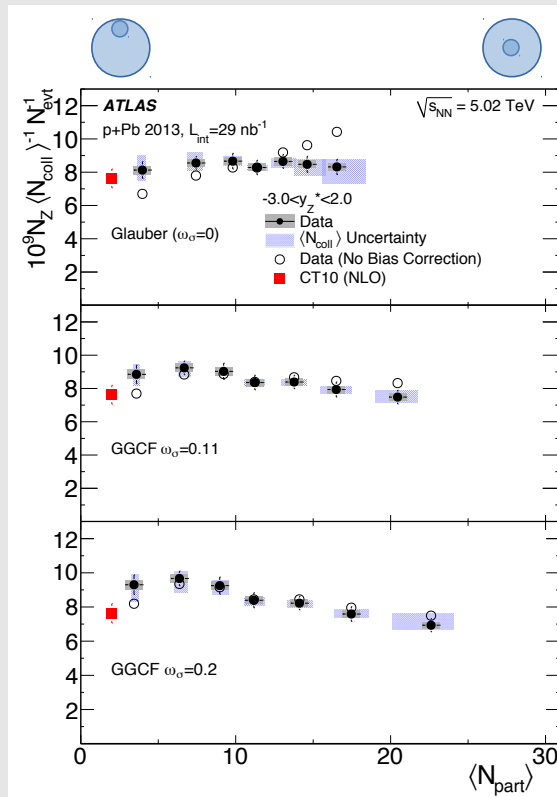 ATLAS
√s_NN = 5.02 TeV
p+Pb 2013, L_int=29 nb⁻¹
-3.0<y_Z*<2.0
Data
⟨N_coll⟩ Uncertainty
Data (No Bias Correction)
CT10 (NLO)
Glauber (ω_σ=0)
10⁹N_Z ⟨N_coll⟩⁻¹ N_evt⁻¹
12
10
8
6
4
2
GGCF ω_σ=0.11
12
10
8
6
4
2
GGCF ω_σ=0.2
12
10
8
6
4
2
0 10 20 30
⟨N_part⟩